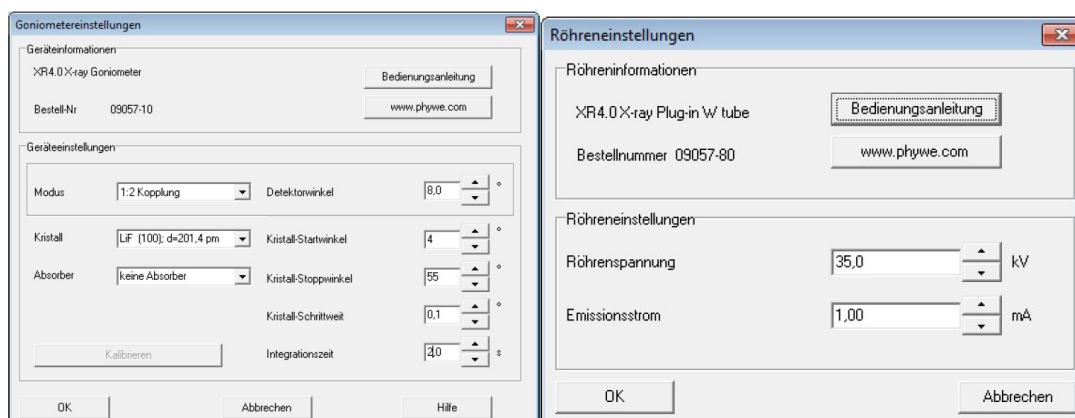 Goniometereinstellungen
Geräteinformationen
XR4.0 X-ray Goniometer
Bedienungsanleitung
Bestell-Nr 09057-10
www.phywe.com
Geräteeinstellungen
Modus 1:2 Kopplung Detektorwinkel 8,0 °
Kristall LiF (100); d=201,4 pm Kristall-Startwinkel 4 °
Absorber keine Absorber Kristall-Stoppwinkel 55 °
Kristall-Schrittweit 0,1 °
Kalibrieren Integrationszeit 2,0 s
OK Abbrechen Hilfe
Röhreneinstellungen
Röhreninformationen
XR4.0 X-ray Plug-in W tube Bedienungsanleitung
Bestellnummer 09057-80 www.phywe.com
Röhreneinstellungen
Röhrenspannung 35,0 kV
Emissionsstrom 1,00 mA
OK Abbrechen